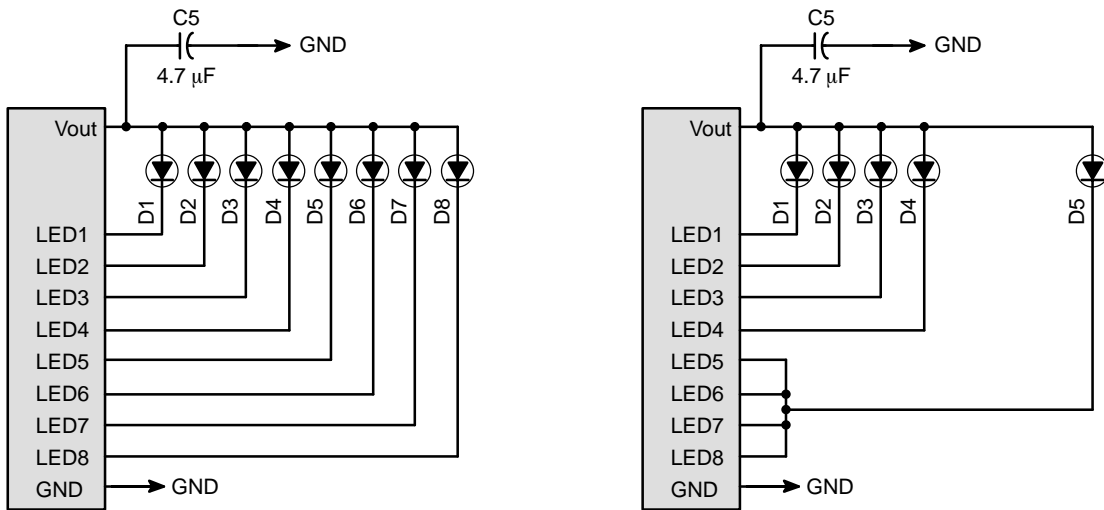 C5
GND
4.7 μF
Vout
D1
D2
D3
D4
D5
D6
D7
D8
LED1
LED2
LED3
LED4
LED5
LED6
LED7
LED8
GND
GND
C5
GND
4.7 μF
Vout
D1
D2
D3
D4
D5
LED1
LED2
LED3
LED4
LED5
LED6
LED7
LED8
GND
GND